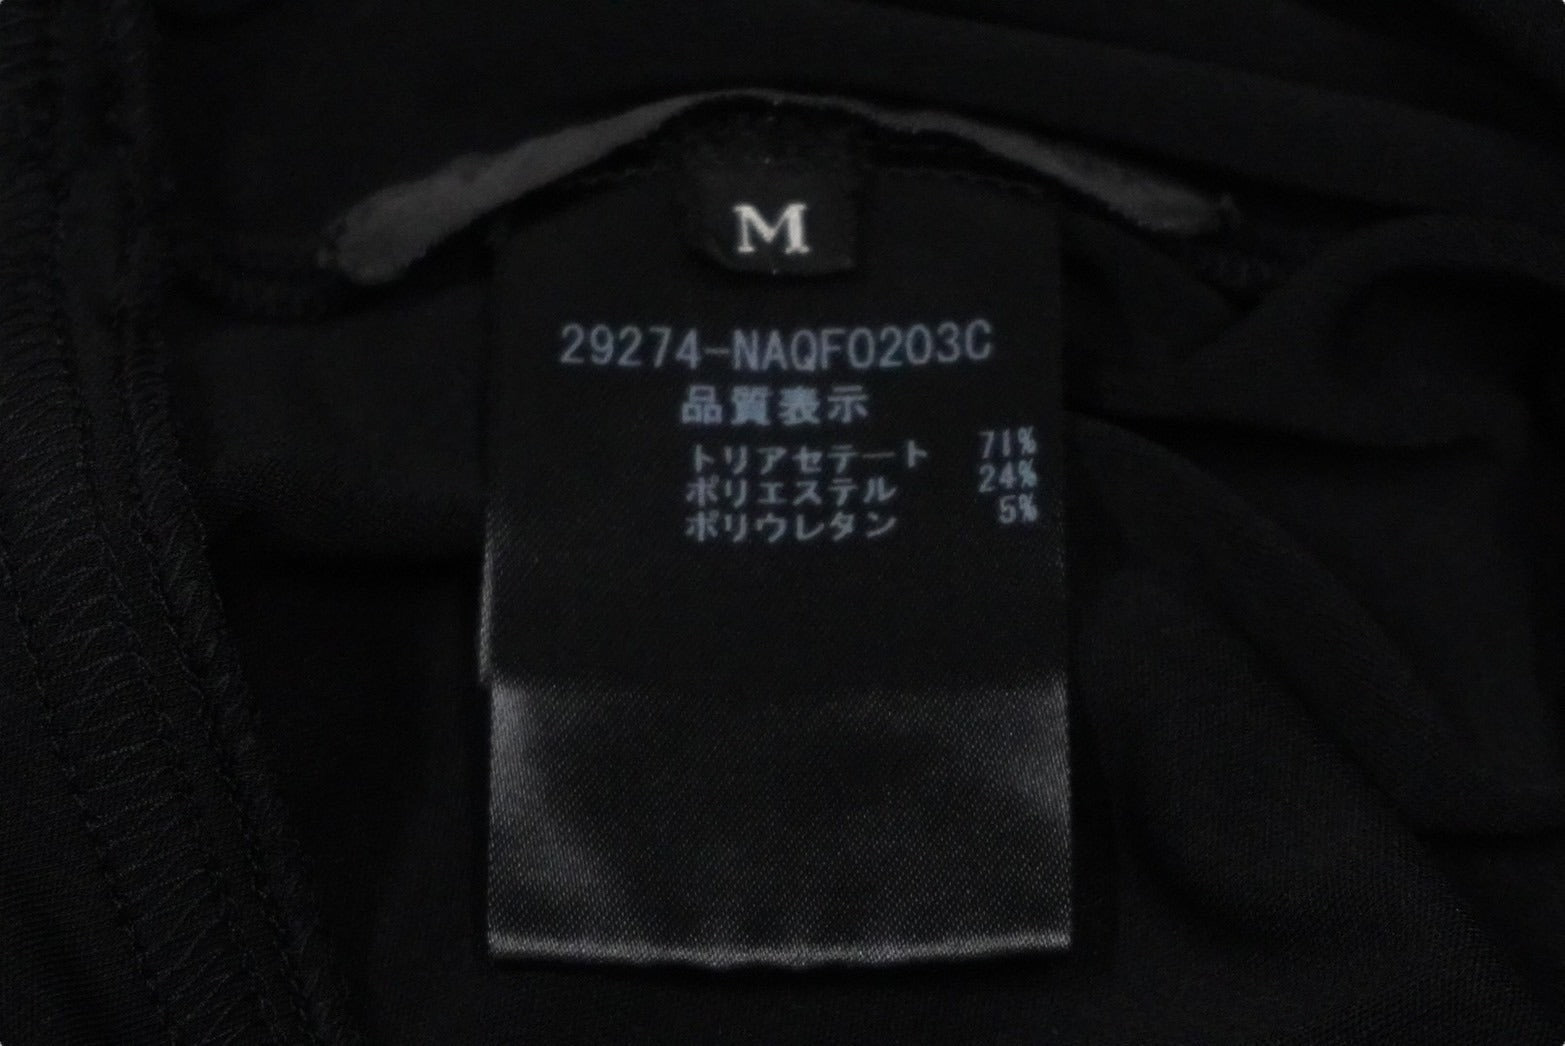 M
29274-NAQF0203C
品質表示
トリアセテート 71%
ポリエステル 24%
ポリウレタン 5%